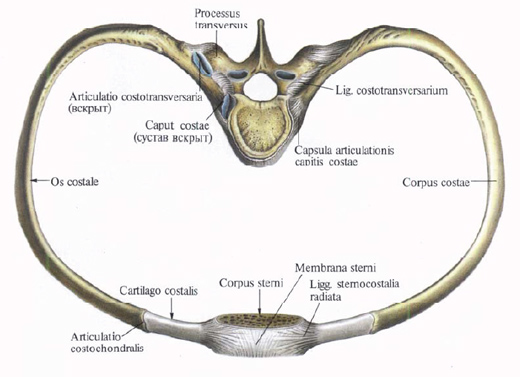 Processus
transversus
Articulatio costotransversaria
(вскрыт)
Lig. costotransversarium
Caput costae
(сустав вскрыт)
Capsula articulationis
capitis costae
Os costale
Corpus costae
Membrana sterni
Corpus sterni
Ligg. sternocostalia
radiata
Cartilago costalis
Articulatio
costochondralis